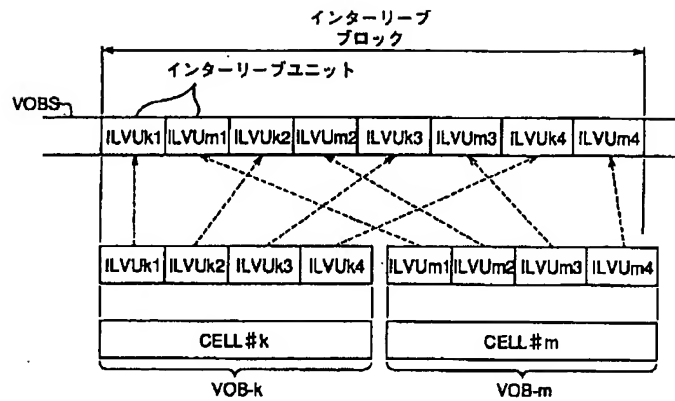 インターリーブ
ブロック
インターリーブユニット
VOBS
ILVUk1 ILVUm1 ILVUk2 ILVUm2 ILVUk3 ILVUm3 ILVUk4 ILVUm4
ILVUk1 ILVUk2 ILVUk3 ILVUk4 ILVUm1 ILVUm2 ILVUm3 ILVUm4
CELL#k CELL#m
VOB-k VOB-m